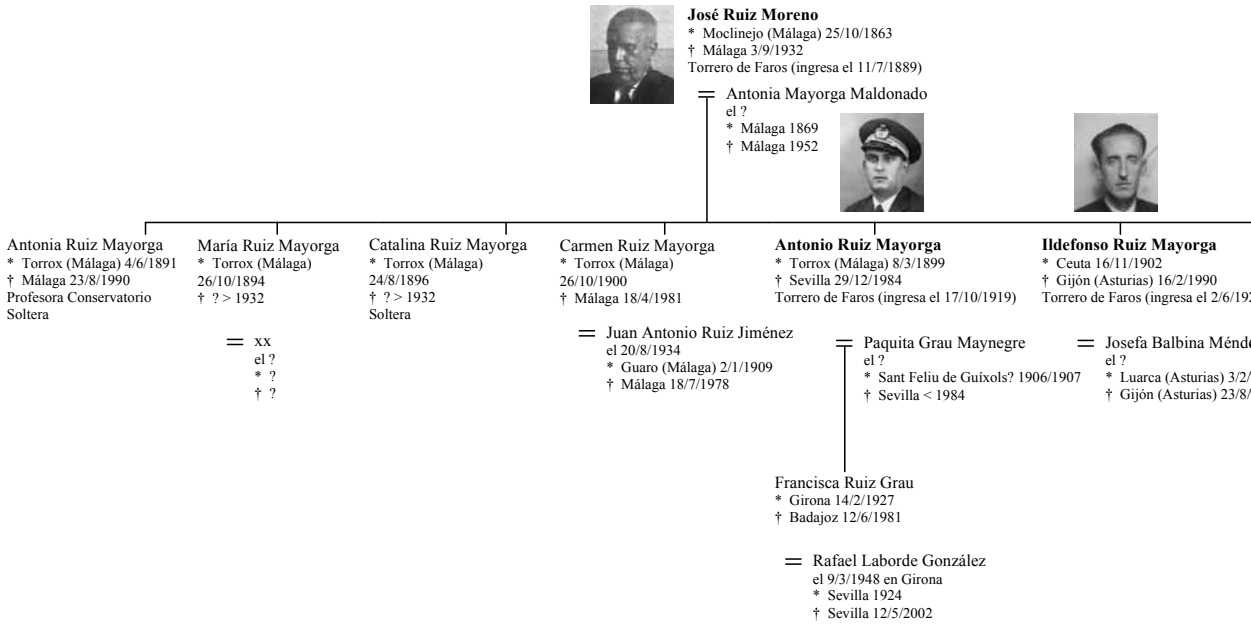 José Ruiz Moreno
* Moclinejo (Málaga) 25/10/1863
† Málaga 3/9/1932
Torrero de Faros (ingresa el 11/7/1889)
= Antonia Mayorga Maldonado
el ?
* Málaga 1869
† Málaga 1952
Antonia Ruiz Mayorga
* Torrox (Málaga) 4/6/1891
† Málaga 23/8/1990
Profesora Conservatorio
Soltera
María Ruiz Mayorga
* Torrox (Málaga)
26/10/1894
† ? > 1932
= xx
el ?
* ?
† ?
Catalina Ruiz Mayorga
* Torrox (Málaga)
24/8/1896
† ? > 1932
Soltera
Carmen Ruiz Mayorga
* Torrox (Málaga)
26/10/1900
† Málaga 18/4/1981
= Juan Antonio Ruiz Jiménez
el 20/8/1934
* Guaro (Málaga) 2/1/1909
† Málaga 18/7/1978
Antonio Ruiz Mayorga
* Torrox (Málaga) 8/3/1899
† Sevilla 29/12/1984
Torrero de Faros (ingresa el 17/10/1919)
= Paquita Grau Maynegre
el ?
* Sant Feliu de Guíxols? 1906/1907
† Sevilla < 1984
Francisca Ruiz Grau
* Girona 14/2/1927
† Badajoz 12/6/1981
= Rafael Laborde González
el 9/3/1948 en Girona
* Sevilla 1924
† Sevilla 12/5/2002
Ildefonso Ruiz Mayorga
* Ceuta 16/11/1902
† Gijón (Asturias) 16/2/1990
Torrero de Faros (ingresa el 2/6/192
= Josefa Balbina Ménde
el ?
* Luarca (Asturias) 3/2/
† Gijón (Asturias) 23/8/